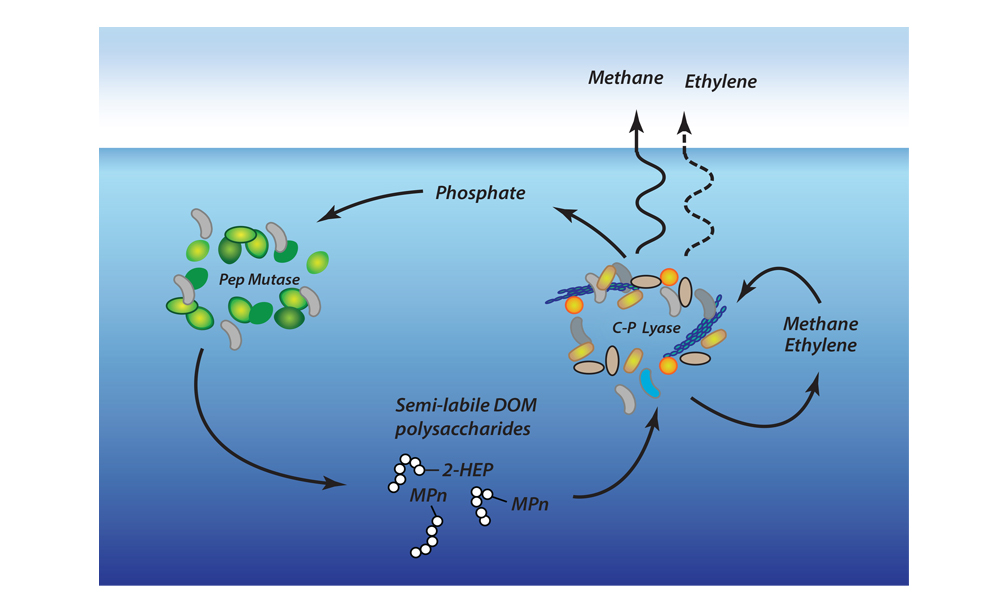 Methane
Ethylene
Phosphate
Pep Mutase
C-P Lyase
Methane
Ethylene
Semi-labile DOM
polysaccharides
2-HEP
MPn
MPn